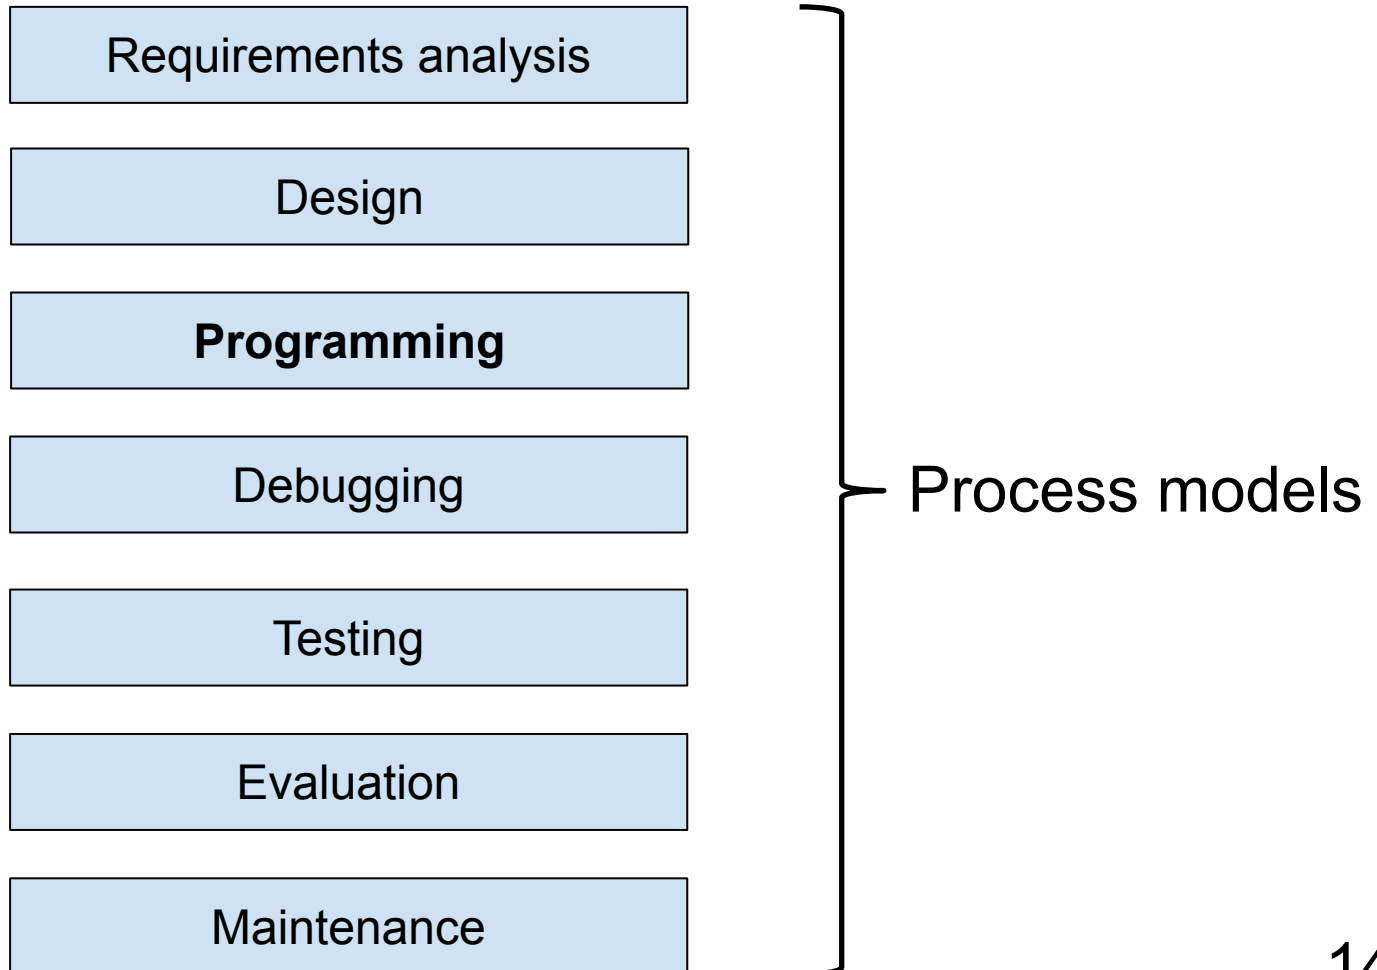 Requirements analysis
Design
Programming
Debugging
Process models
Testing
Evaluation
Maintenance